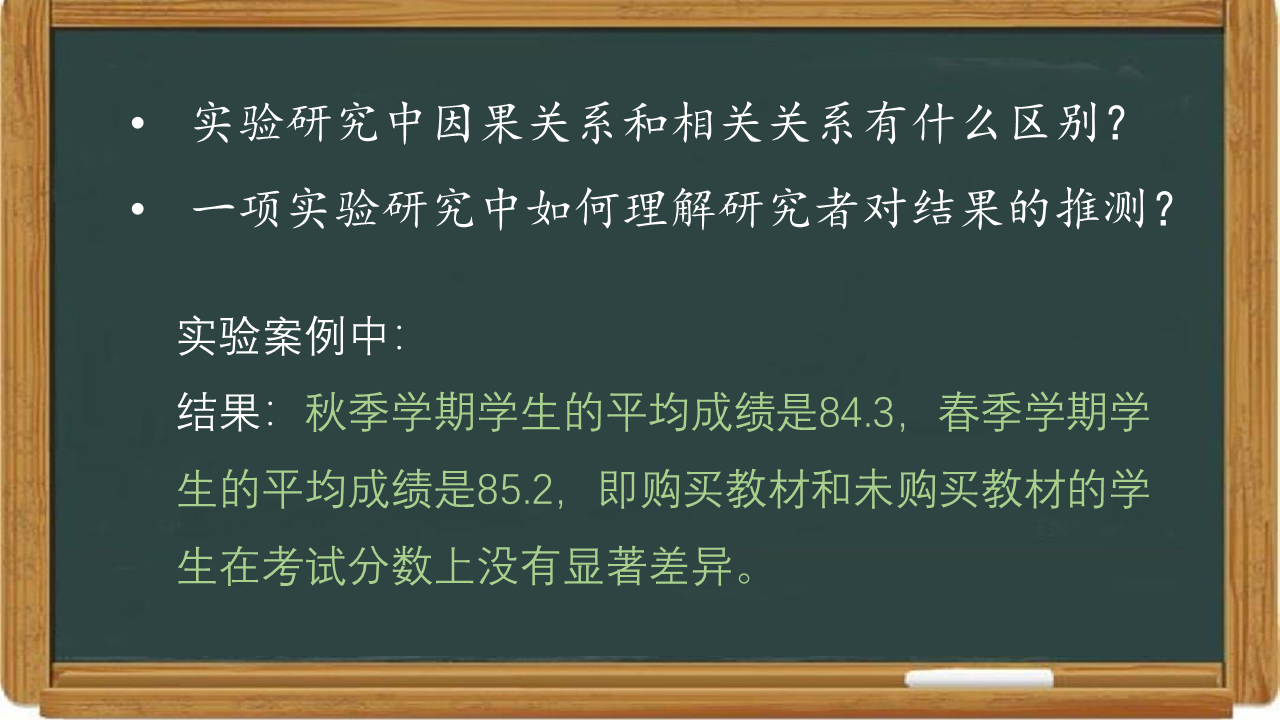 • 实验研究中因果关系和相关关系有什么区别？
• 一项实验研究中如何理解研究者对结果的推测？
实验案例中：
结果：秋季学期学生的平均成绩是84.3，春季学期学
生的平均成绩是85.2，即购买教材和未购买教材的学
生在考试分数上没有显著差异。